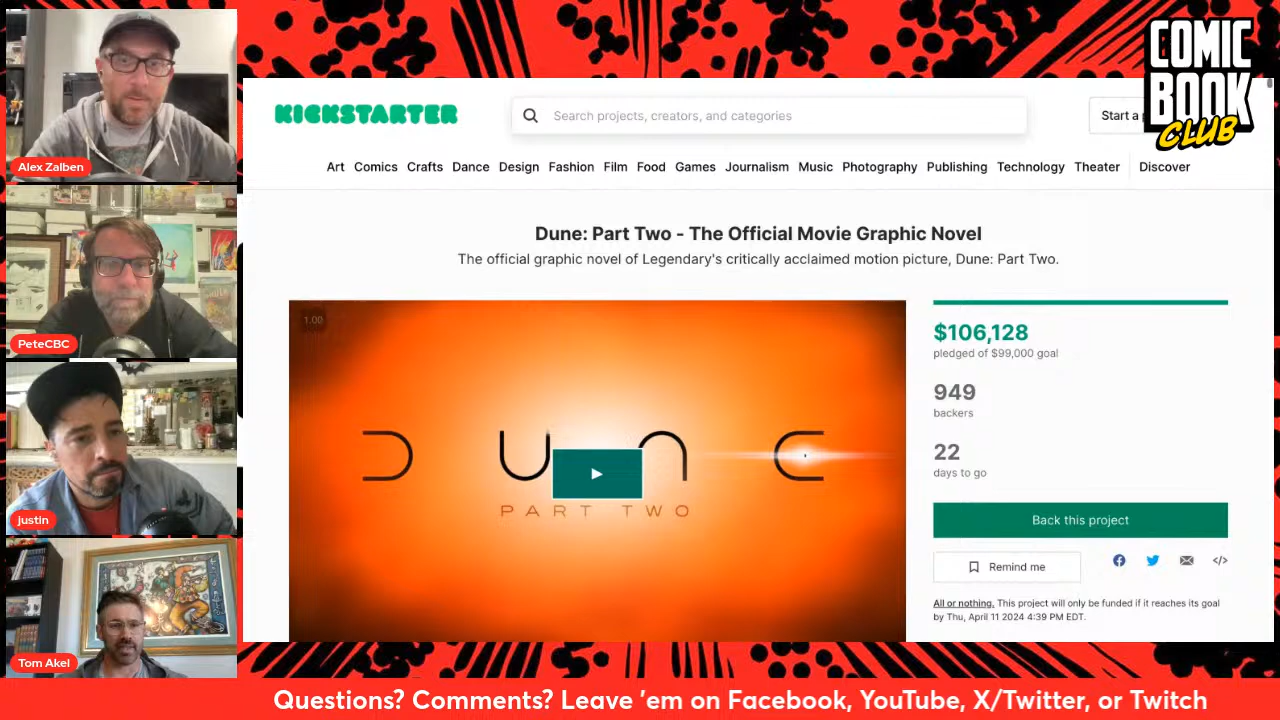 COMIC
BOOK
CLUB
Alex Zalben
PeteCBC
justin
Tom Akel
KICKSTARTER
Search projects, creators, and categories
Start a
Art Comics Crafts Dance Design Fashion Film Food Games Journalism Music Photography Publishing Technology Theater Discover
Dune: Part Two - The Official Movie Graphic Novel
The official graphic novel of Legendary's critically acclaimed motion picture, Dune: Part Two.
1.00
DUNE
PART TWO
$106,128
pledged of $99,000 goal
949
backers
22
days to go
Back this project
Remind me
All or nothing. This project will only be funded if it reaches its goal
by Thu, April 11 2024 4:39 PM EDT.
Questions? Comments? Leave 'em on Facebook, YouTube, X/Twitter, or Twitch